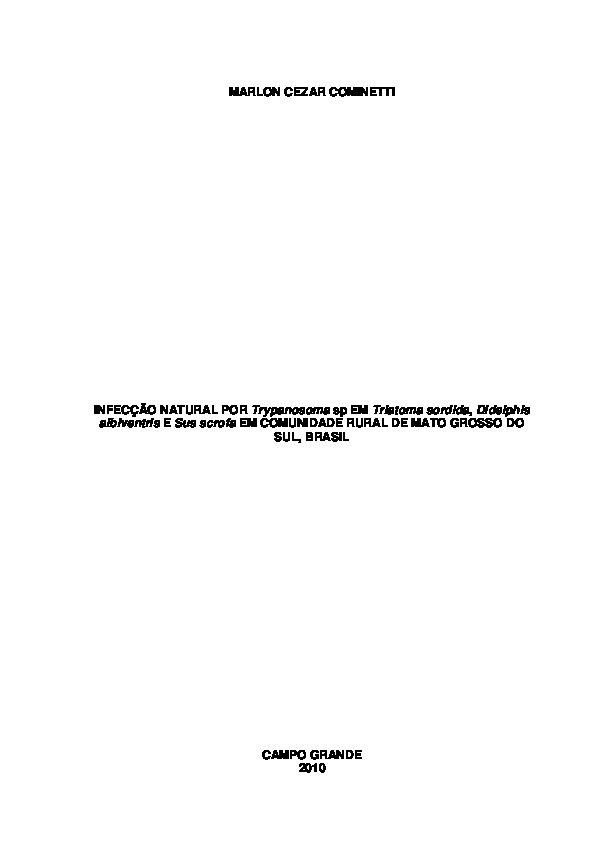 MARLON CEZAR COMINETTI
INFECÇÃO NATURAL POR Trypanosoma sp EM Triatoma sordida, Didelphis
albiventris E Sus scrofa EM COMUNIDADE RURAL DE MATO GROSSO DO
SUL, BRASIL
CAMPO GRANDE
2010